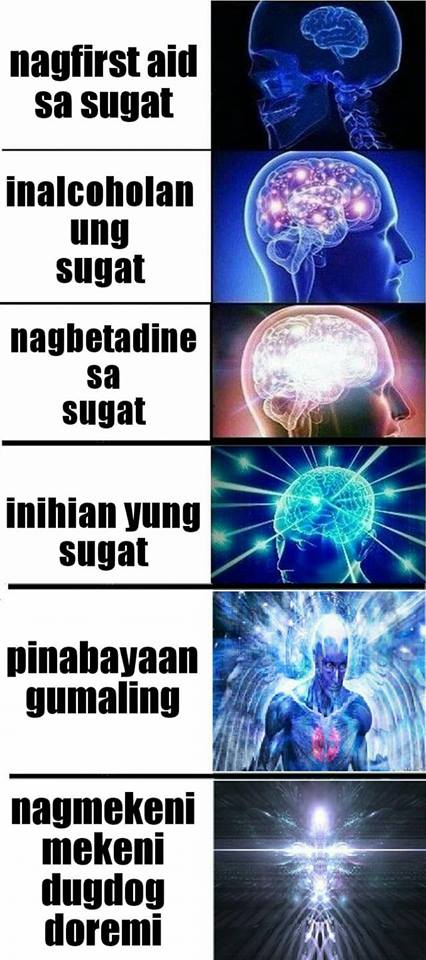 nagfirst aid
sa sugat
inalcoholan
ung
sugat
nagbetadine
sa
sugat
inihian yung
sugat
pinabayaan
gumaling
nagmekeni
mekeni
dugdog
doremi